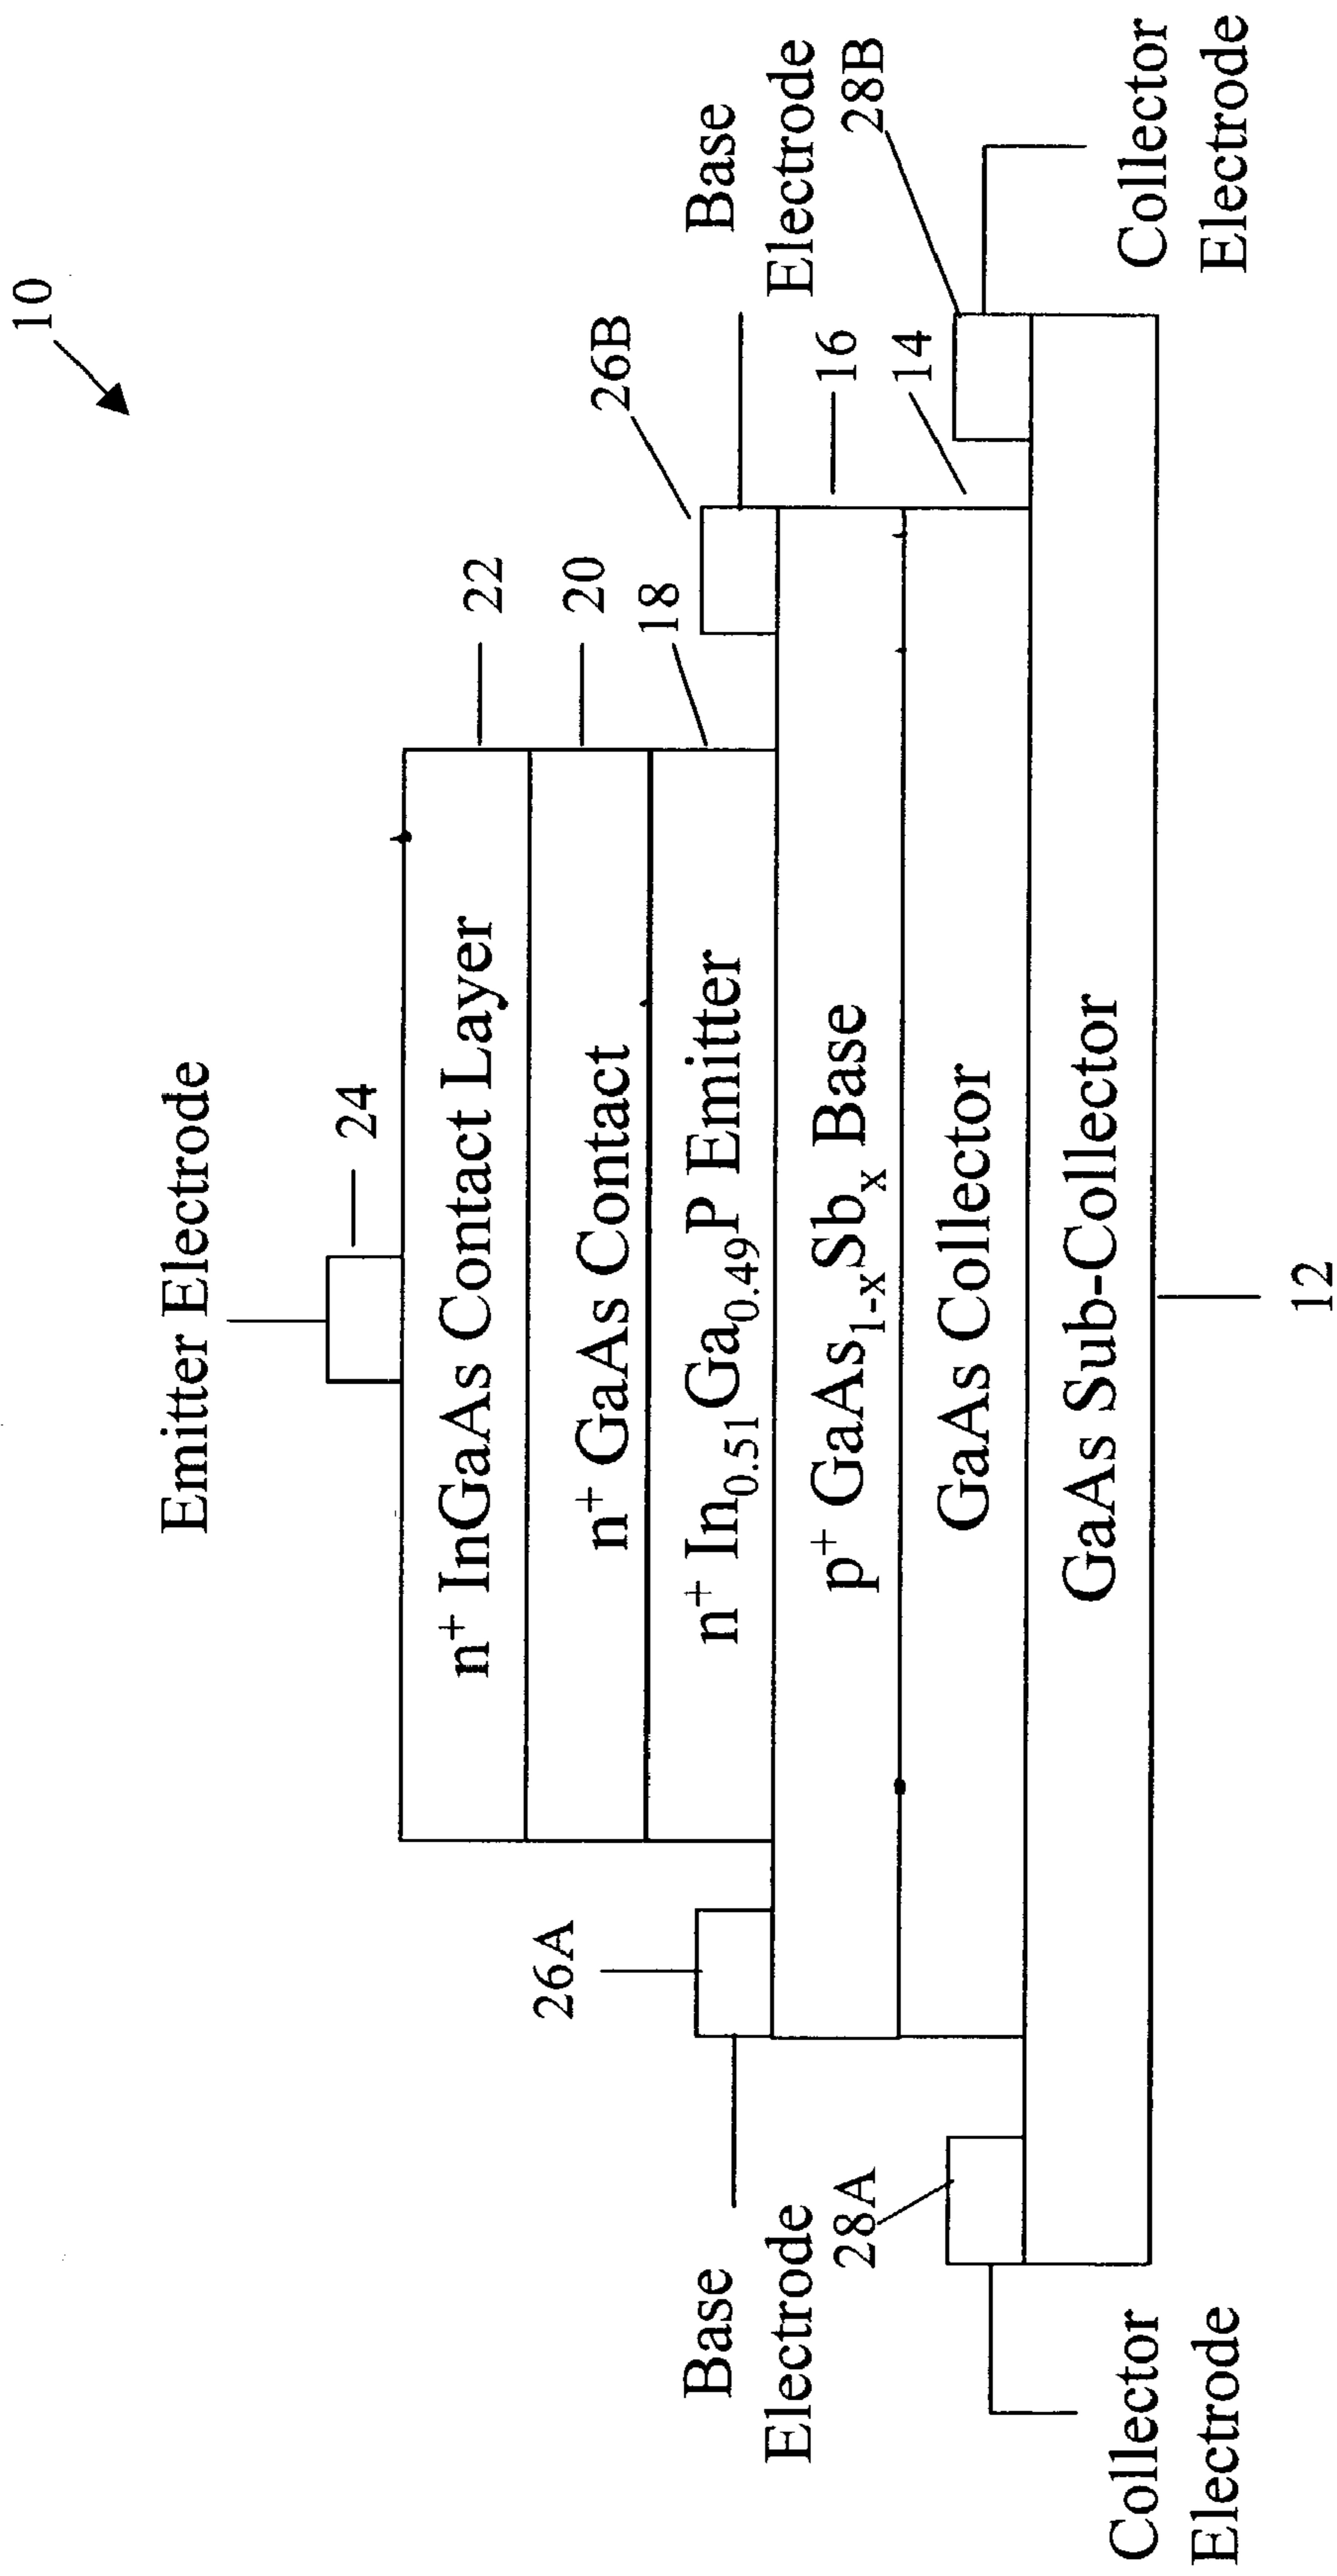 10
Emitter Electrode
24
n⁺ InGaAs Contact Layer
22
n⁺ GaAs Contact
20
n⁺ In₀.₅₁Ga₀.₄₉P Emitter
18
26A
26B
Base
Electrode
Base
Electrode
p⁺ GaAs₁₋ₓSbₓ Base
16
GaAs Collector
14
28A
28B
GaAs Sub-Collector
Collector
Electrode
Collector
Electrode
12